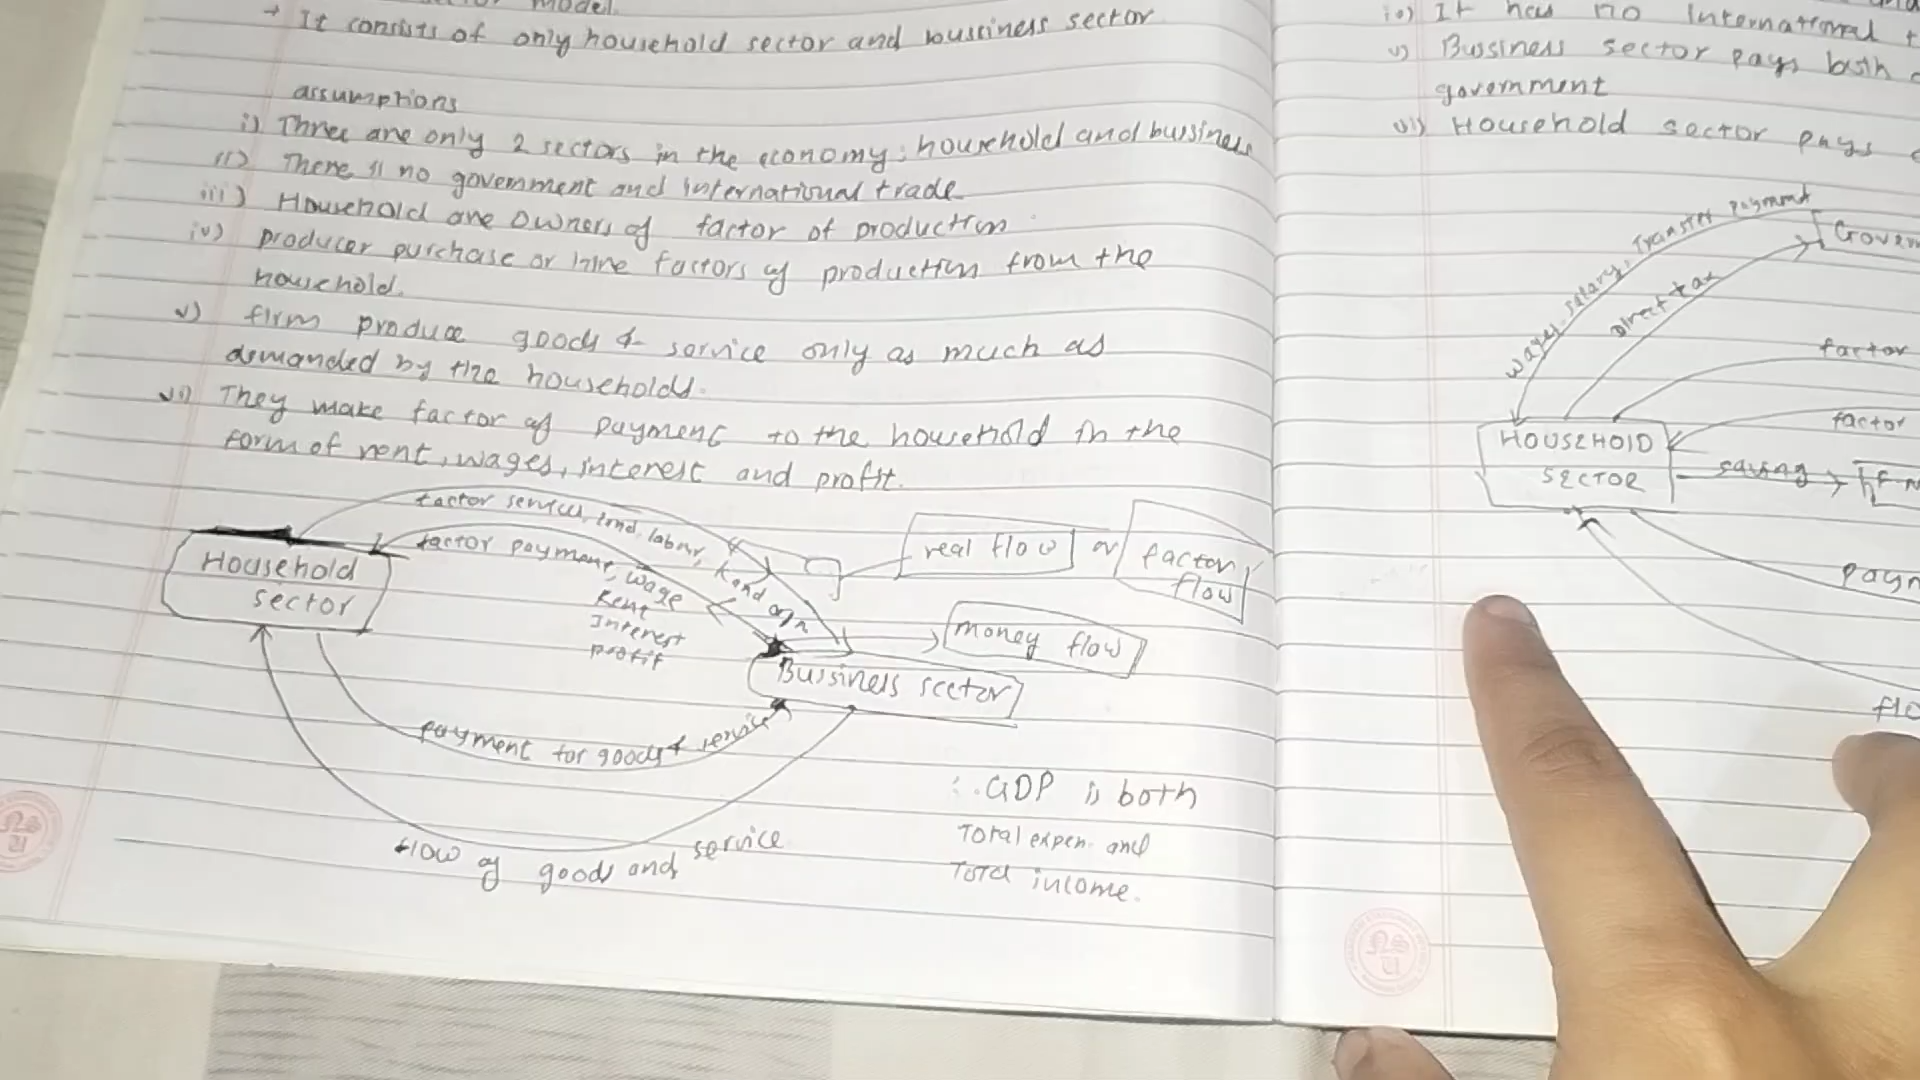 model.
→ It consists of only household sector and bussiness sector
assumptions
i) Three are only 2 sectors in the economy; household and bussiness
ii) There is no government and international trade
iii) Household are owners of factor of production
iv) producer purchase or hire factors of production from the
household.
v) firm produce goods & service only as much as
demanded by the households.
vi) They make factor of payment to the household in the
form of rent, wages, interest and profit.
factor services, land, labour,
factor payment, wage
Rent
Interest
profit
Household
sector
real flow or factor
flow
money flow
Bussiness sector
payment for goods & service
flow of goods and service
∴ GDP is both
Total expen. and
Total income.
iv) It has no International
v) Bussiness sector pays both
government
vi) Household sector pays
wages, salary, Transfer payment
Direct tax
factor
factor
HOUSEHOLD
SECTOR
saving